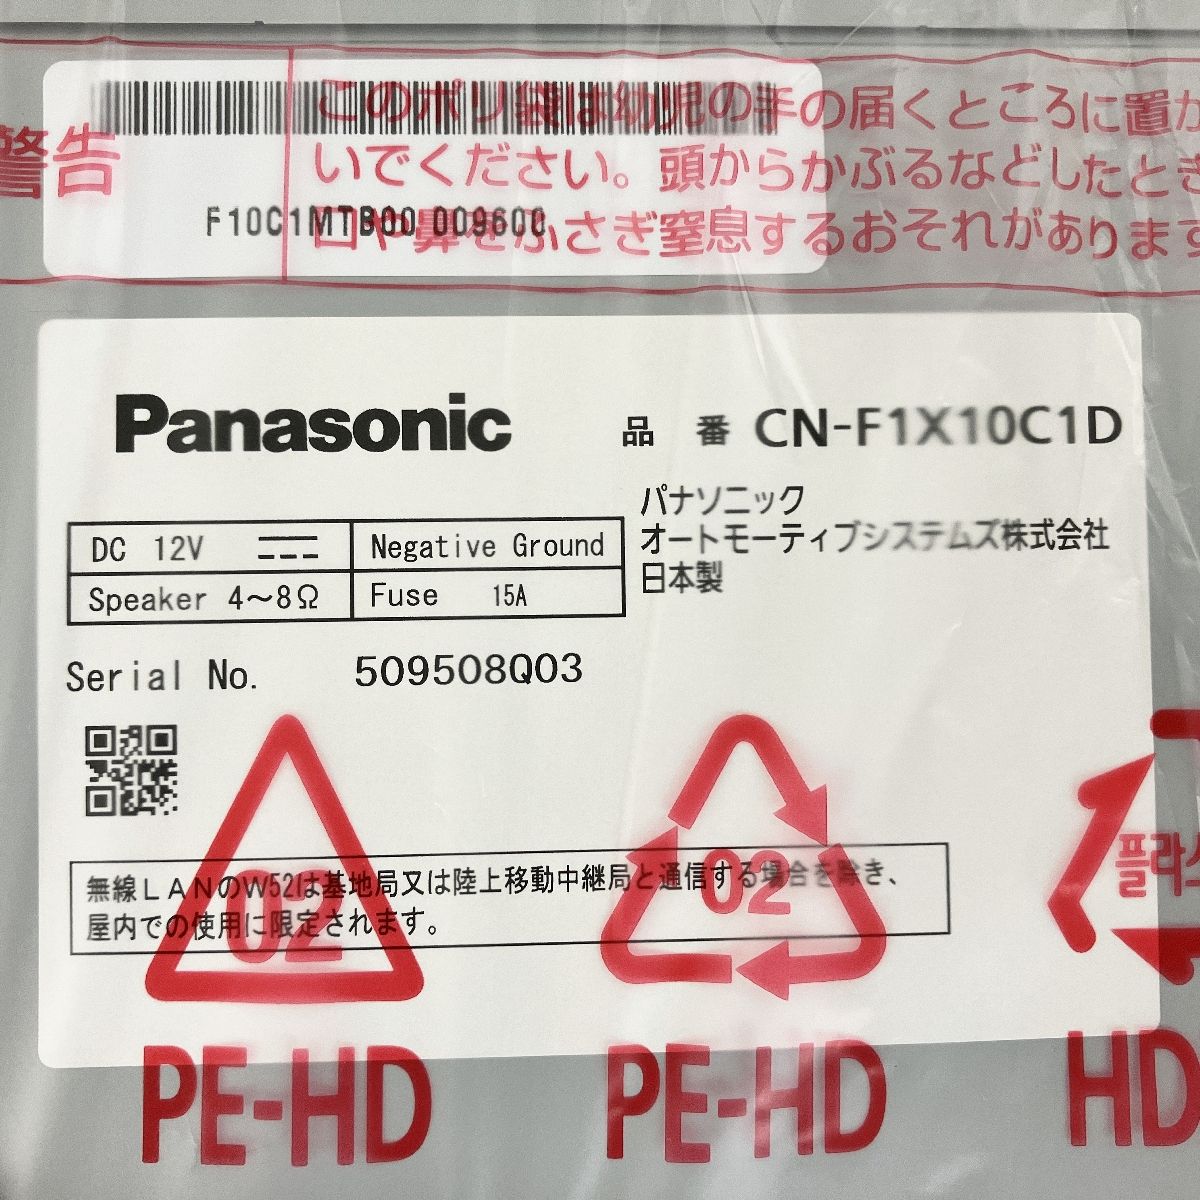 警告
このポリ袋は幼児の手の届くところに置か
いでください。頭からかぶるなどしたとき
口や鼻をふさぎ窒息するおそれがあります
F10C1MTB00 009600
Panasonic
品 番 CN-F1X10C1D
パナソニック
オートモーティブシステムズ株式会社
日本製
DC 12V
Negative Ground
Speaker 4～8Ω
Fuse 15A
Serial No. 509508Q03
無線LANのW52は基地局又は陸上移動中継局と通信する場合を除き、
屋内での使用に限定されます。
02
PE-HD
02
PE-HD
플라스
HD